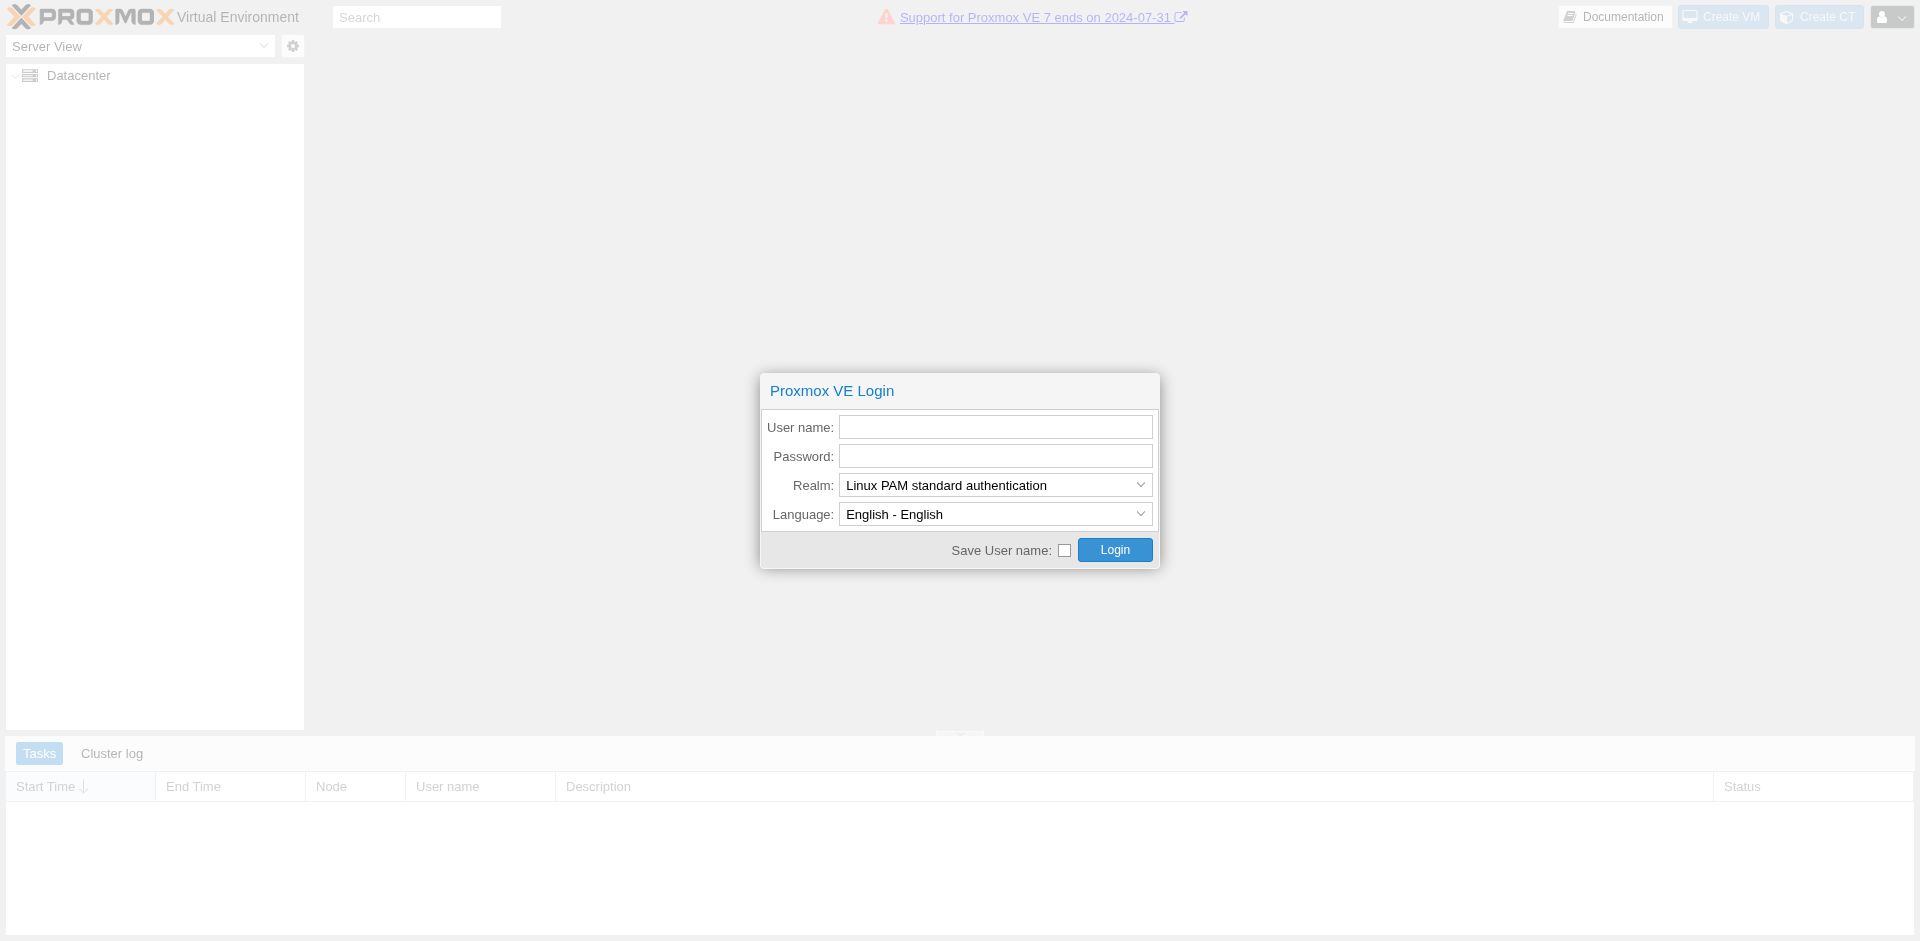 PROXMOX Virtual Environment
Search
Support for Proxmox VE 7 ends on 2024-07-31
Documentation
Create VM
Create CT
Server View
Datacenter
Proxmox VE Login
User name:
Password:
Realm: Linux PAM standard authentication
Language: English - English
Save User name: Login
Tasks Cluster log
Start Time End Time Node User name Description Status